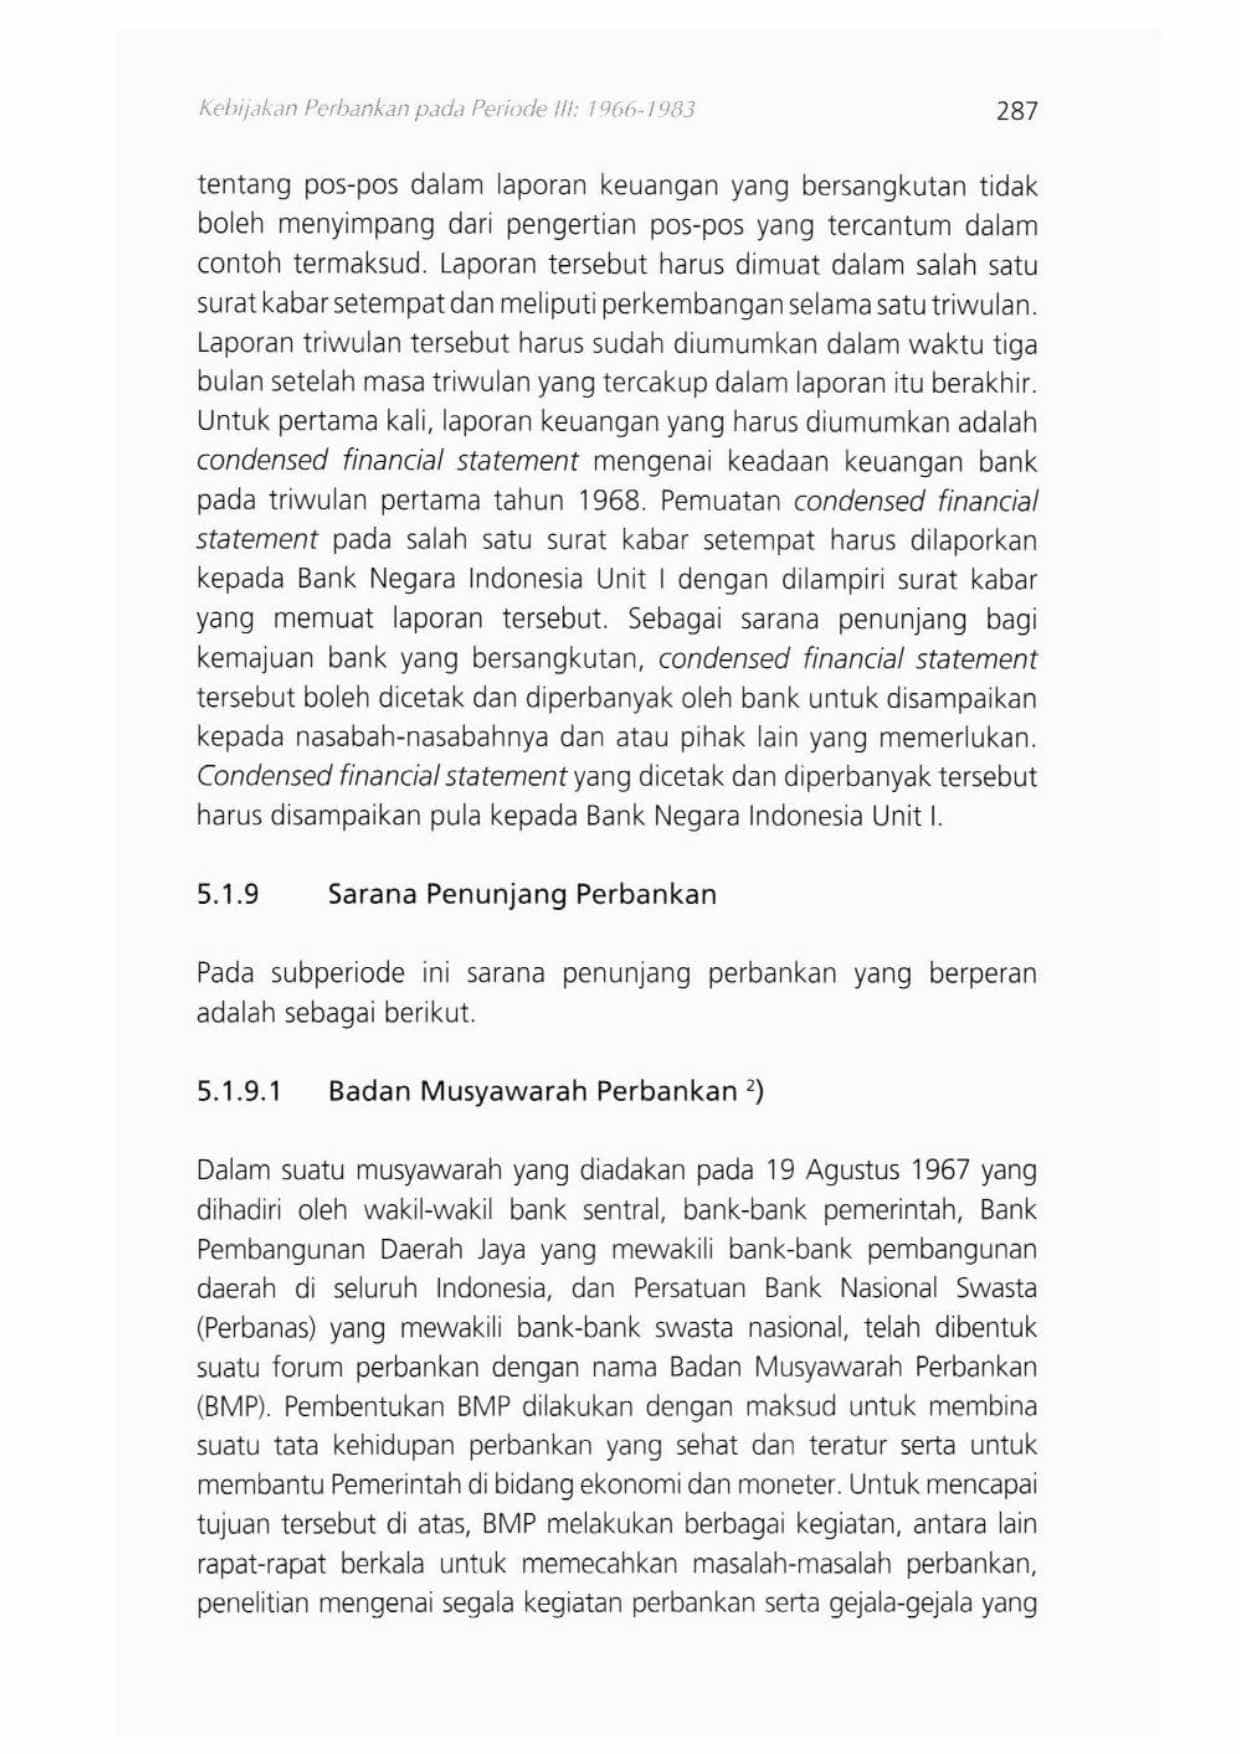 Kebijakan Perbankan pada Periode III: 1966-1983 287
tentang pos-pos dalam laporan keuangan yang bersangkutan tidak
boleh menyimpang dari pengertian pos-pos yang tercantum dalam
contoh termaksud. Laporan tersebut harus dimuat dalam salah satu
surat kabar setempat dan meliputi perkembangan selama satu triwulan.
Laporan triwulan tersebut harus sudah diumumkan dalam waktu tiga
bulan setelah masa triwulan yang tercakup dalam laporan itu berakhir.
Untuk pertama kali, laporan keuangan yang harus diumumkan adalah
condensed financial statement mengenai keadaan keuangan bank
pada triwulan pertama tahun 1968. Pemuatan condensed financial
statement pada salah satu surat kabar setempat harus dilaporkan
kepada Bank Negara Indonesia Unit I dengan dilampiri surat kabar
yang memuat laporan tersebut. Sebagai sarana penunjang bagi
kemajuan bank yang bersangkutan, condensed financial statement
tersebut boleh dicetak dan diperbanyak oleh bank untuk disampaikan
kepada nasabah-nasabahnya dan atau pihak lain yang memerlukan.
Condensed financial statement yang dicetak dan diperbanyak tersebut
harus disampaikan pula kepada Bank Negara Indonesia Unit I.
5.1.9 Sarana Penunjang Perbankan
Pada subperiode ini sarana penunjang perbankan yang berperan
adalah sebagai berikut.
5.1.9.1 Badan Musyawarah Perbankan ²)
Dalam suatu musyawarah yang diadakan pada 19 Agustus 1967 yang
dihadiri oleh wakil-wakil bank sentral, bank-bank pemerintah, Bank
Pembangunan Daerah Jaya yang mewakili bank-bank pembangunan
daerah di seluruh Indonesia, dan Persatuan Bank Nasional Swasta
(Perbanas) yang mewakili bank-bank swasta nasional, telah dibentuk
suatu forum perbankan dengan nama Badan Musyawarah Perbankan
(BMP). Pembentukan BMP dilakukan dengan maksud untuk membina
suatu tata kehidupan perbankan yang sehat dan teratur serta untuk
membantu Pemerintah di bidang ekonomi dan moneter. Untuk mencapai
tujuan tersebut di atas, BMP melakukan berbagai kegiatan, antara lain
rapat-rapat berkala untuk memecahkan masalah-masalah perbankan,
penelitian mengenai segala kegiatan perbankan serta gejala-gejala yang